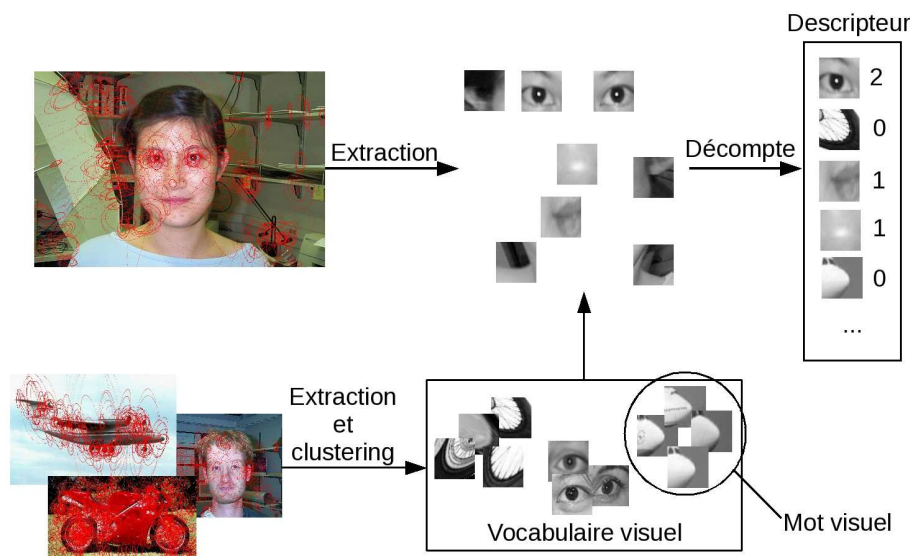 Descripteur
2
0
1
1
0
...
Extraction
Décompte
Extraction
et
clustering
Vocabulaire visuel
Mot visuel